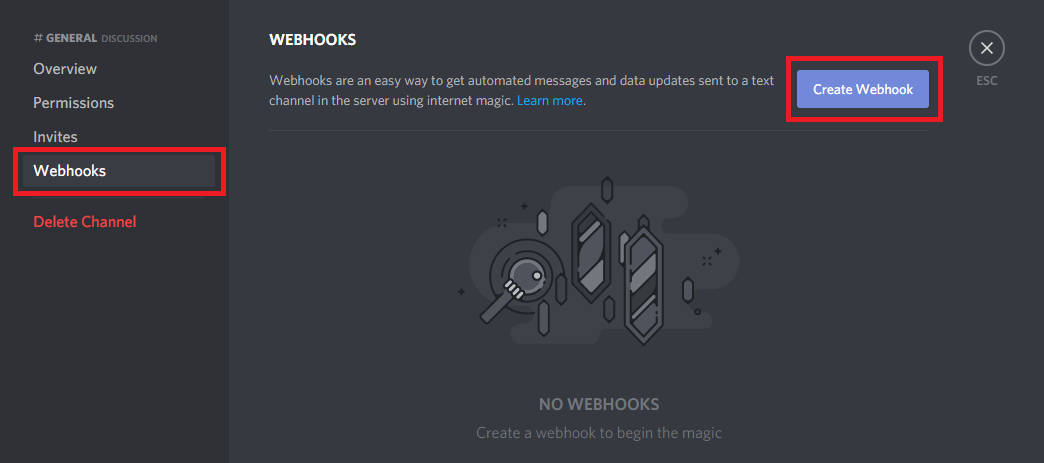 # GENERAL DISCUSSION
Overview
Permissions
Invites
Webhooks
Delete Channel
WEBHOOKS
Webhooks are an easy way to get automated messages and data updates sent to a text
channel in the server using internet magic. Learn more.
Create Webhook
ESC
NO WEBHOOKS
Create a webhook to begin the magic